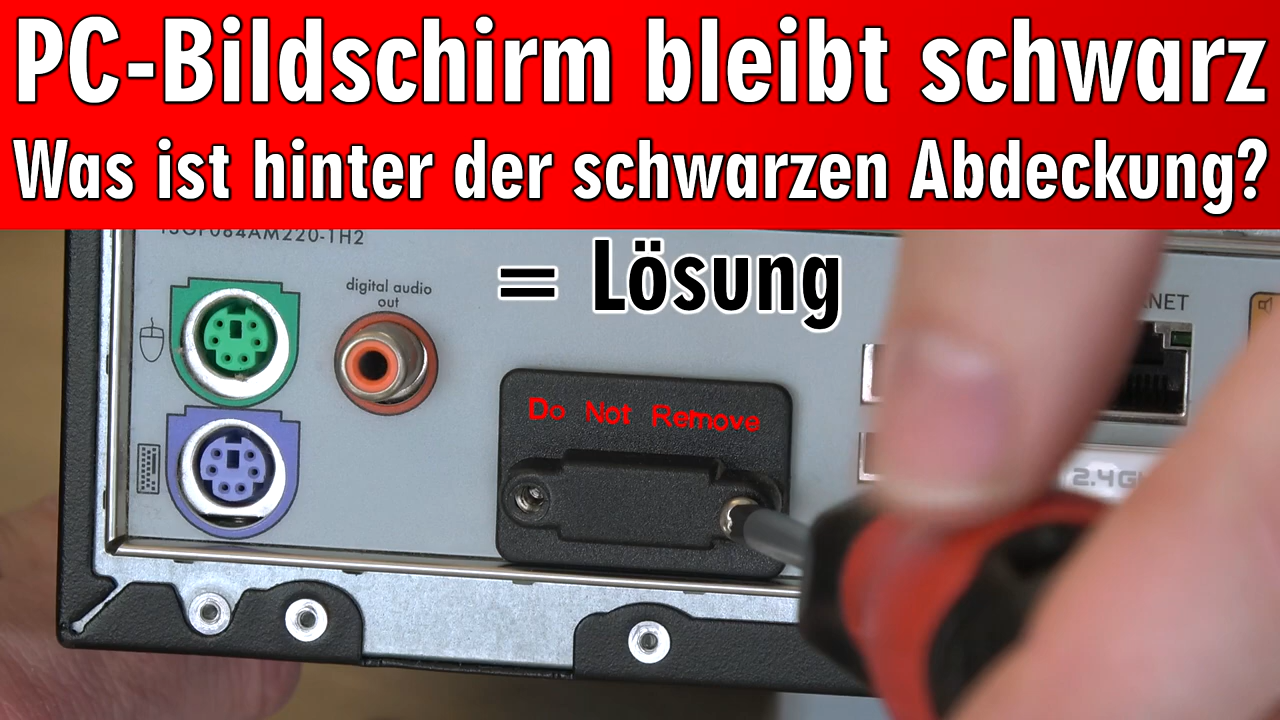 PC-Bildschirm bleibt schwarz
Was ist hinter der schwarzen Abdeckung?
= Lösung
digital audio
out
Do Not Remove